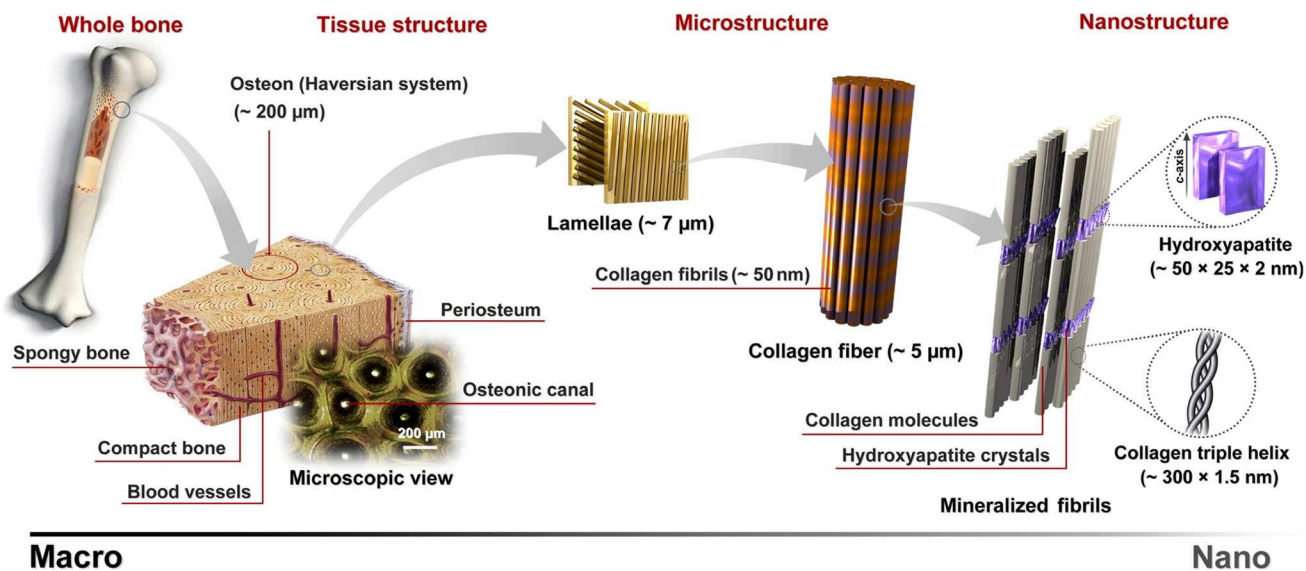 Whole bone
Tissue structure
Microstructure
Nanostructure
Osteon (Haversian system)
(~ 200 µm)
c-axis
Lamellae (~ 7 µm)
Hydroxyapatite
(~ 50 × 25 × 2 nm)
Collagen fibrils (~ 50 nm)
Periosteum
Spongy bone
Collagen fiber (~ 5 µm)
Osteonic canal
Collagen molecules
200 µm
Compact bone
Hydroxyapatite crystals
Collagen triple helix
(~ 300 × 1.5 nm)
Microscopic view
Blood vessels
Mineralized fibrils
Macro
Nano